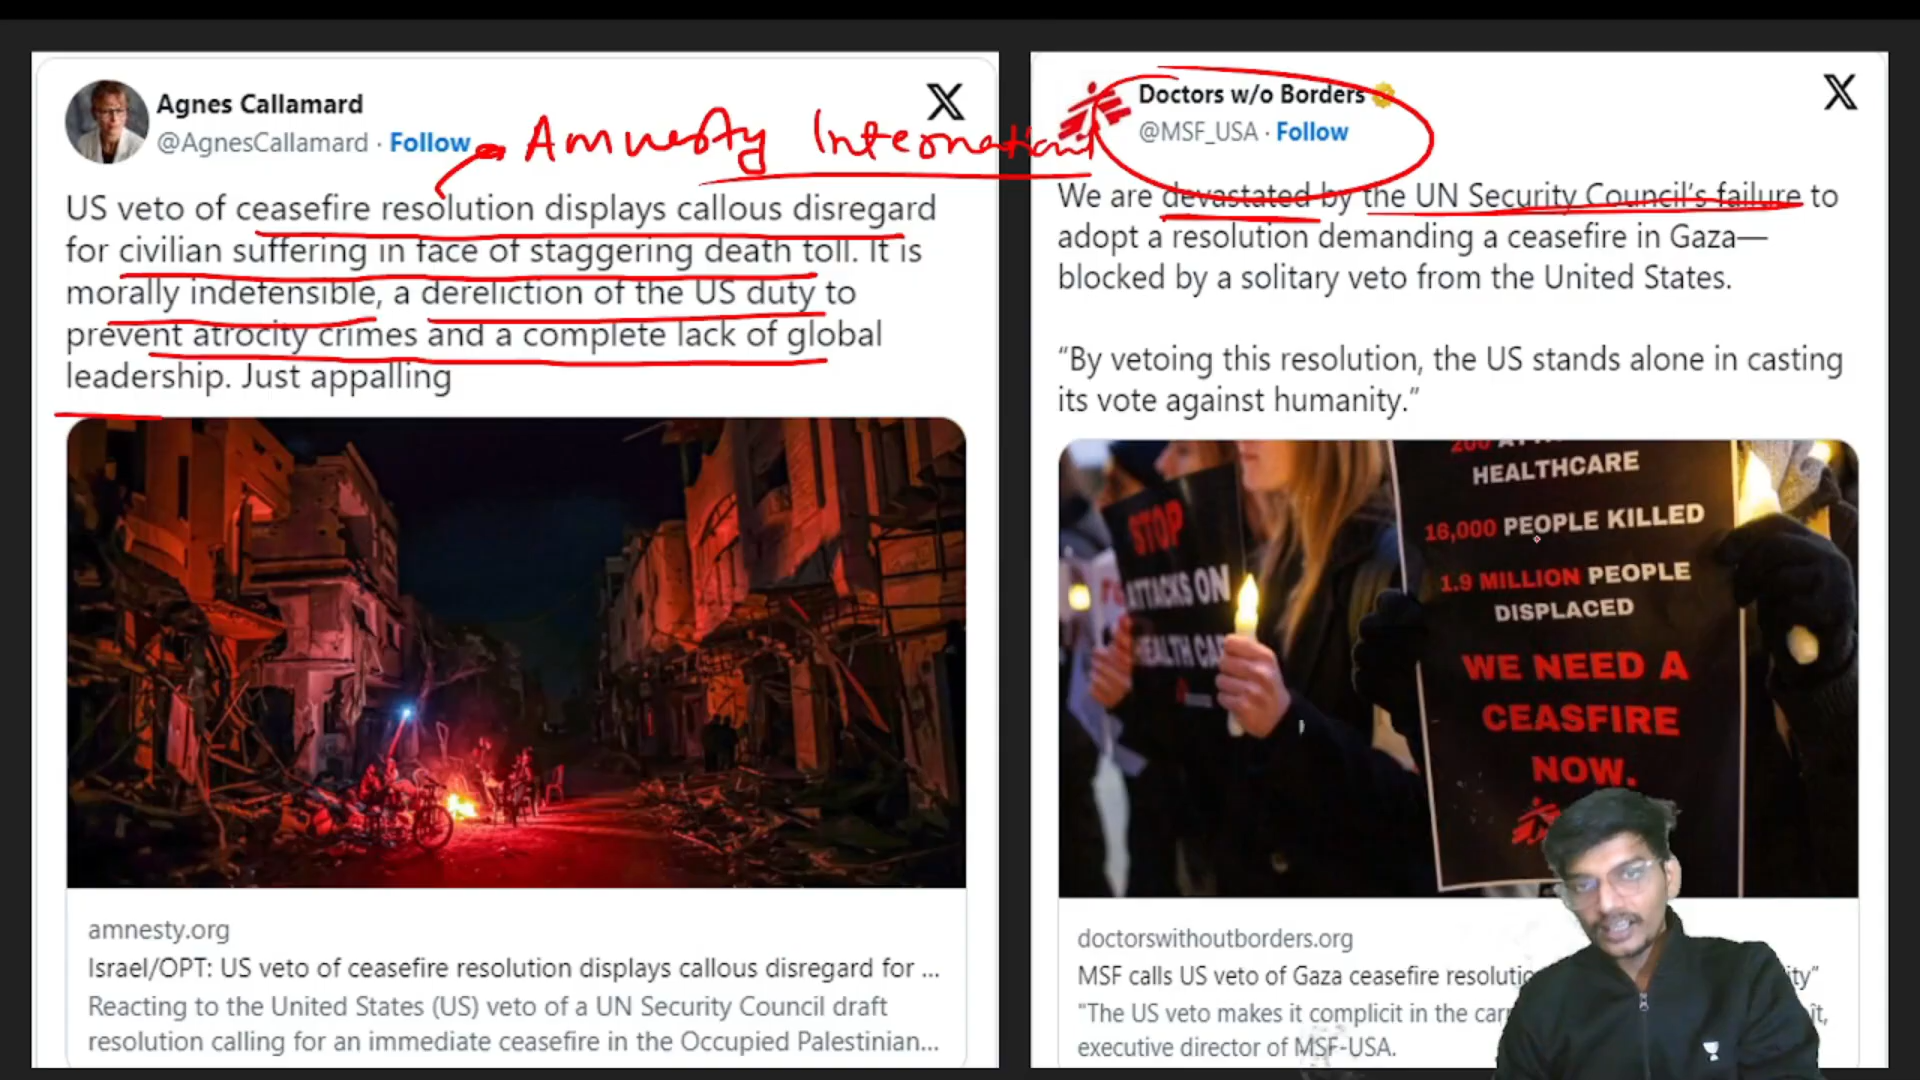 Agnes Callamard
@AgnesCallamard · Follow
Amnesty International
US veto of ceasefire resolution displays callous disregard
for civilian suffering in face of staggering death toll. It is
morally indefensible, a dereliction of the US duty to
prevent atrocity crimes and a complete lack of global
leadership. Just appalling
amnesty.org
Israel/OPT: US veto of ceasefire resolution displays callous disregard for ...
Reacting to the United States (US) veto of a UN Security Council draft
resolution calling for an immediate ceasefire in the Occupied Palestinian...
Doctors w/o Borders
@MSF_USA · Follow
We are devastated by the UN Security Council's failure to
adopt a resolution demanding a ceasefire in Gaza—
blocked by a solitary veto from the United States.
“By vetoing this resolution, the US stands alone in casting
its vote against humanity.”
STOP
ATTACKS ON
HEALTH
HEALTHCARE
16,000 PEOPLE KILLED
1.9 MILLION PEOPLE
DISPLACED
WE NEED A
CEASFIRE
NOW.
doctorswithoutborders.org
MSF calls US veto of Gaza ceasefire
"The US veto makes it complicit in the
executive director of MSF-USA.